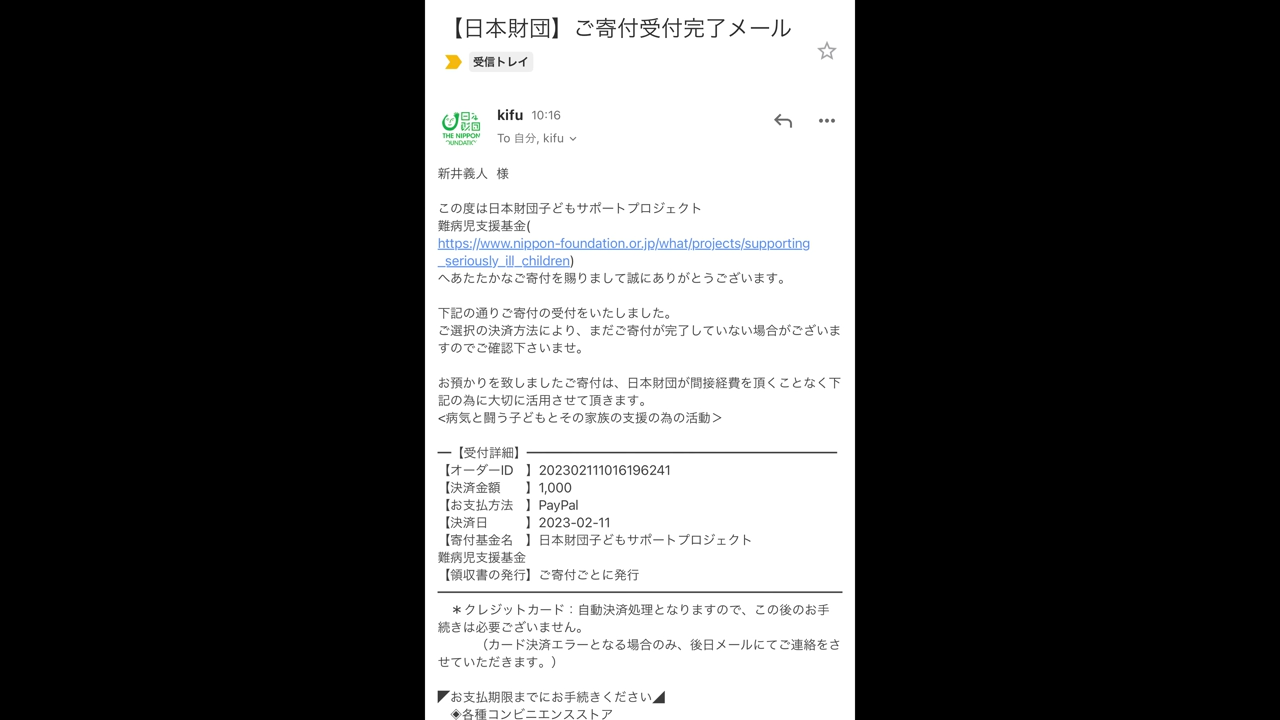 【日本財団】ご寄付受付完了メール
受信トレイ
kifu 10:16
To 自分, kifu
THE NIPPON
新井義人 様
この度は日本財団子どもサポートプロジェクト
難病児支援基金(
https://www.nippon-foundation.or.jp/what/projects/supporting
_seriously_ill_children)
へあたたかなご寄付を賜りまして誠にありがとうございます。
下記の通りご寄付の受付をいたしました。
ご選択の決済方法により、まだご寄付が完了していない場合がございま
すのでご確認下さいませ。
お預かりを致しましたご寄付は、日本財団が間接経費を頂くことなく下
記の為に大切に活用させて頂きます。
<病気と闘う子どもとその家族の支援の為の活動＞
━【受付詳細】━━━━━━━━━━━━━━━━━━━━━━━━━
【オーダーID　】202302111016196241
【決済金額　　】1,000
【お支払方法　】PayPal
【決済日　　　】2023-02-11
【寄付基金名　】日本財団子どもサポートプロジェクト
難病児支援基金
【領収書の発行】ご寄付ごとに発行
━━━━━━━━━━━━━━━━━━━━━━━━━━━━━━━━
＊クレジットカード：自動決済処理となりますので、この後のお手
続きは必要ございません。
（カード決済エラーとなる場合のみ、後日メールにてご連絡をさ
せていただきます。）
◤お支払期限までにお手続きください◢
◈各種コンビニエンスストア